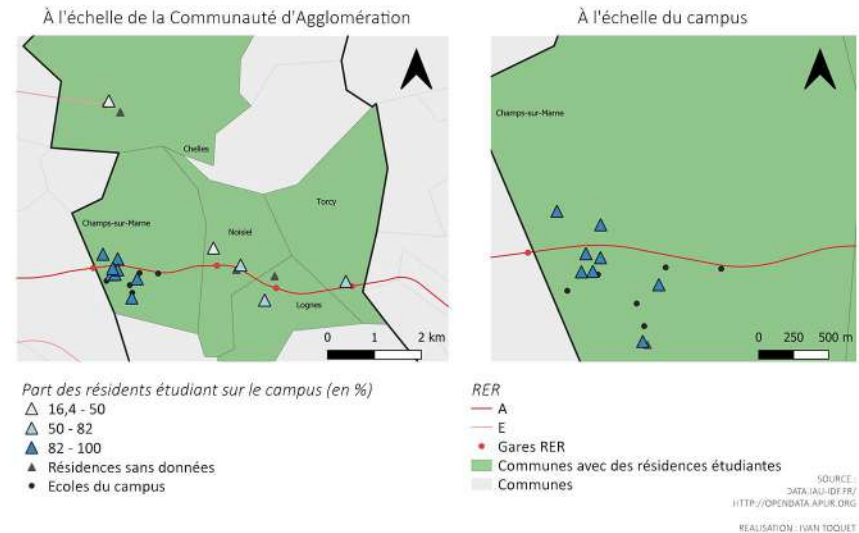 À l'échelle de la Communauté d'Agglomération
À l'échelle du campus
Chelles
Torcy
Champs-sur-Marne
Noisiel
Lognes
0 1 2 km
Champs-sur-Marne
0 250 500 m
Part des résidents étudiant sur le campus (en %)
16,4 - 50
50 - 82
82 - 100
Résidences sans données
Ecoles du campus
RER
A
E
Gares RER
Communes avec des résidences étudiantes
Communes
SOURCE :
DATA.IAU-IDF.FR/
HTTP://OPENDATA.APUR.ORG
REALISATION : IVAN TOQUET